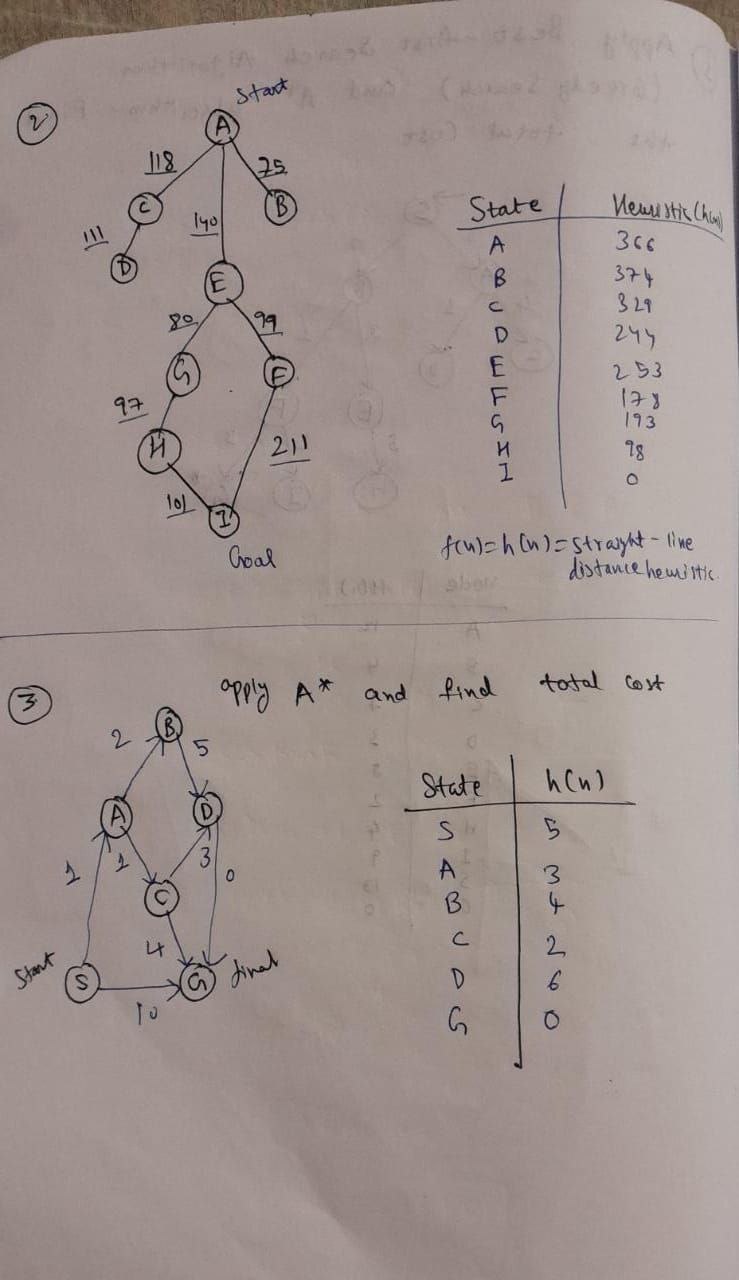 ②
Start
A
118
75
C
B
111
140
D
E
80
99
G
F
97
H
211
101
I
Goal
State Heuristic (h(n))
A 366
B 374
C 329
D 244
E 253
F 178
G 193
H 98
I 0
f(n)=h(n)=straight-line
distance heuristic.
③
apply A* and find total cost
B
2
5
A
D
1
1
3
0
C
4
Start
S
G
final
10
State h(n)
S 5
A 3
B 4
C 2
D 6
G 0